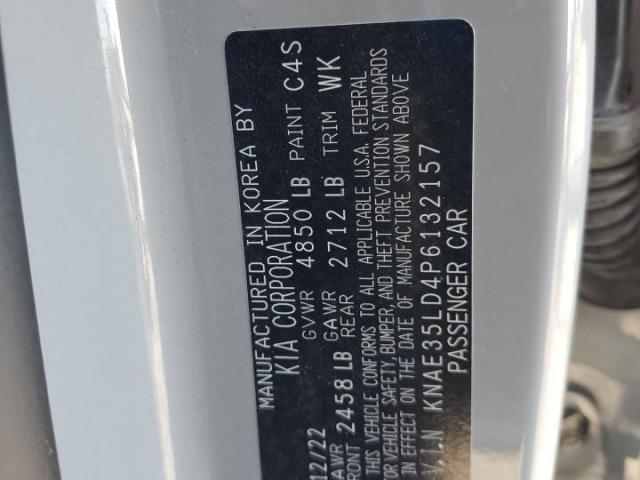 MANUFACTURED IN KOREA BY
KIA CORPORATION
12/22 GVWR 4850 LB PAINT C4S
GAWR GAWR TRIM WK
FRONT 2458 LB REAR 2712 LB
THIS VEHICLE CONFORMS TO ALL APPLICABLE U.S.A. FEDERAL
MOTOR VEHICLE SAFETY, BUMPER, AND THEFT PREVENTION STANDARDS
IN EFFECT ON THE DATE OF MANUFACTURE SHOWN ABOVE
V.I.N KNAE35LD4P6132157
PASSENGER CAR